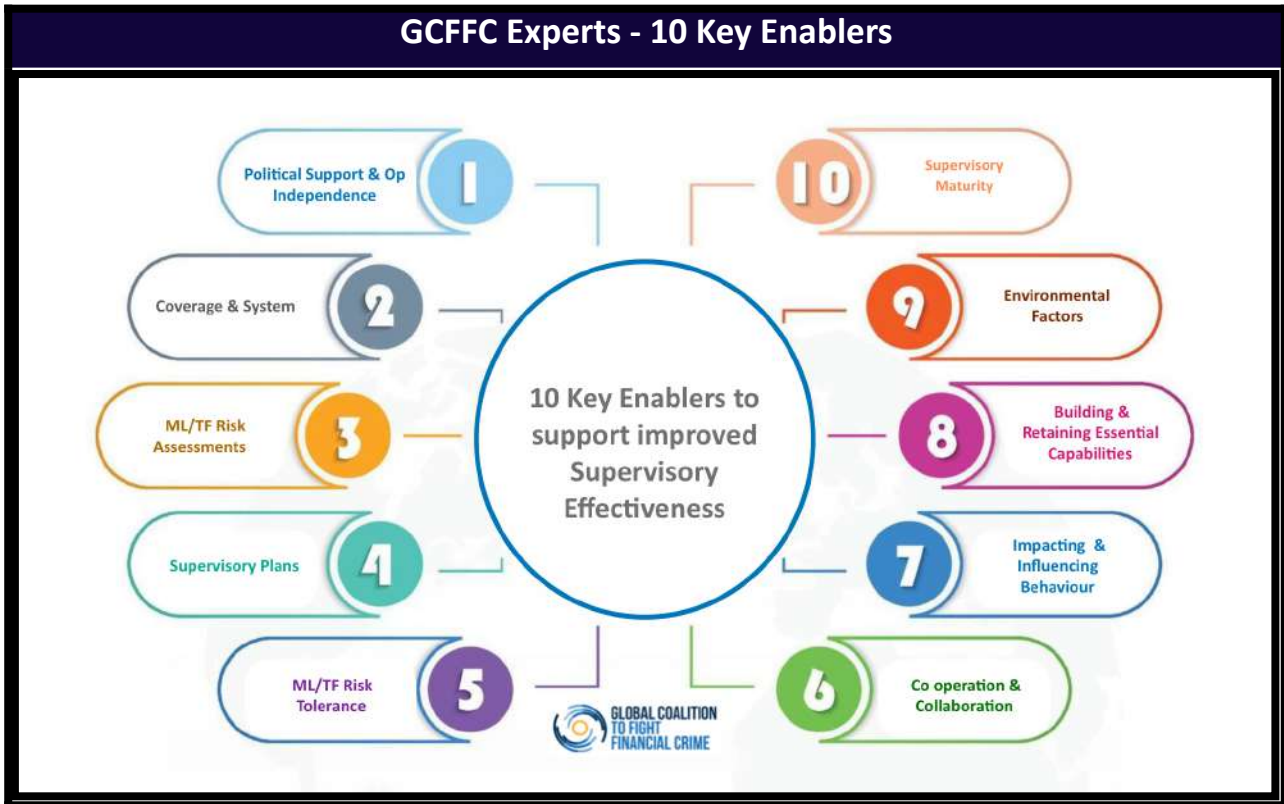 GCFFC Experts - 10 Key Enablers
1
Political Support & Op
Independence
2
Coverage & System
3
ML/TF Risk
Assessments
4
Supervisory Plans
5
ML/TF Risk
Tolerance
10 Key Enablers to
support improved
Supervisory
Effectiveness
10
Supervisory
Maturity
9
Environmental
Factors
8
Building &
Retaining Essential
Capabilities
7
Impacting &
Influencing
Behaviour
6
Co operation &
Collaboration
GLOBAL COALITION
TO FIGHT
FINANCIAL CRIME